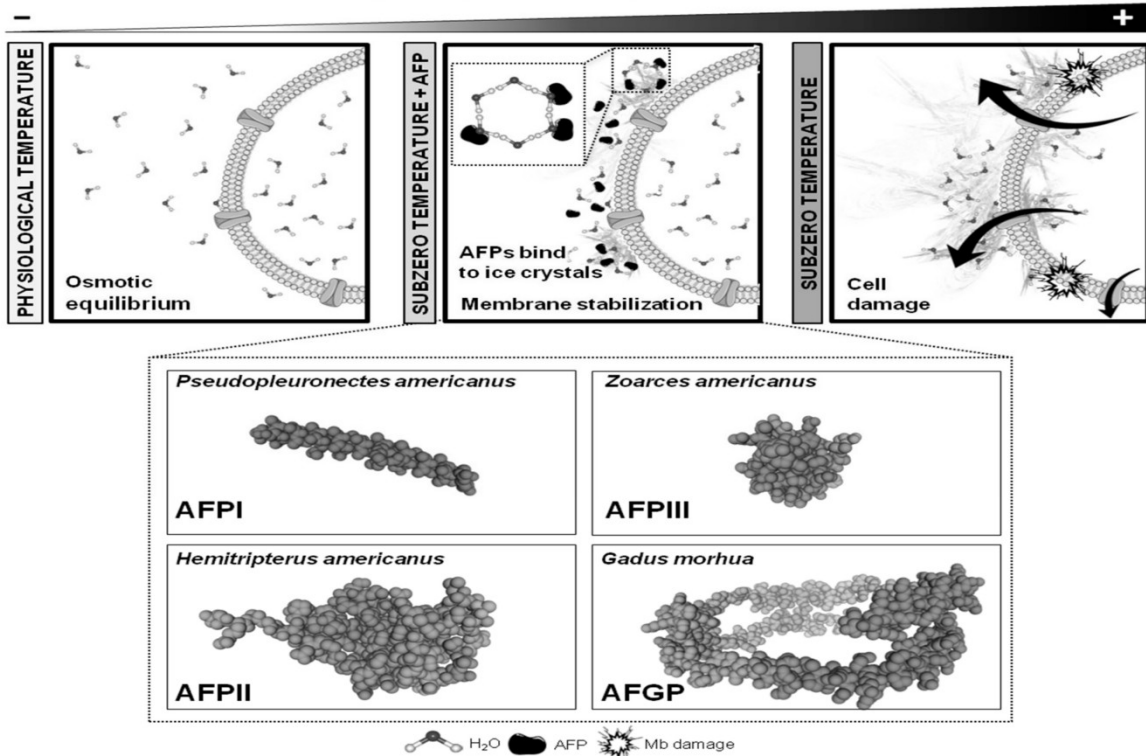 − +
PHYSIOLOGICAL TEMPERATURE
Osmotic
equilibrium
SUBZERO TEMPERATURE + AFP
AFPs bind
to ice crystals
Membrane stabilization
SUBZERO TEMPERATURE
Cell
damage
Pseudopleuronectes americanus
AFPI
Zoarces americanus
AFPIII
Hemitripterus americanus
AFPII
Gadus morhua
AFGP
H₂O AFP Mb damage